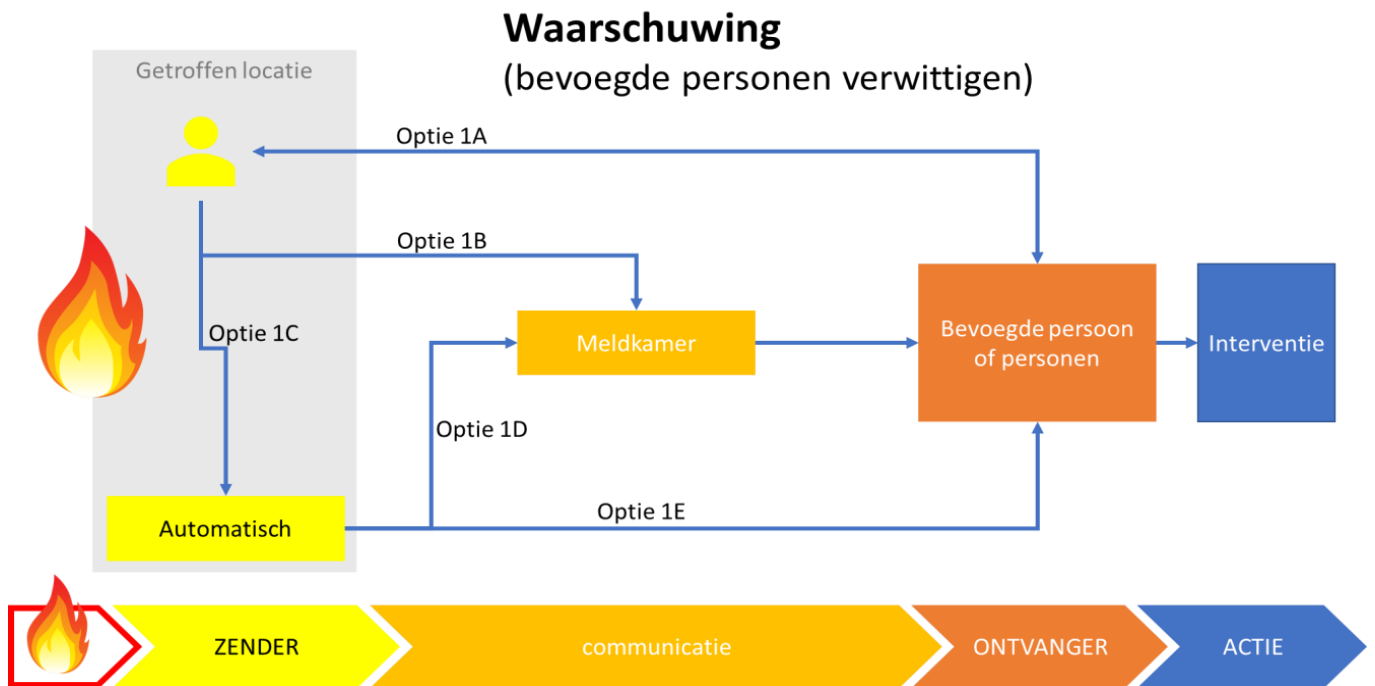 Waarschuwing
(bevoegde personen verwittigen)
Getroffen locatie
Optie 1A
Optie 1B
Optie 1C
Meldkamer
Bevoegde persoon
of personen
Interventie
Optie 1D
Optie 1E
Automatisch
ZENDER
communicatie
ONTVANGER
ACTIE